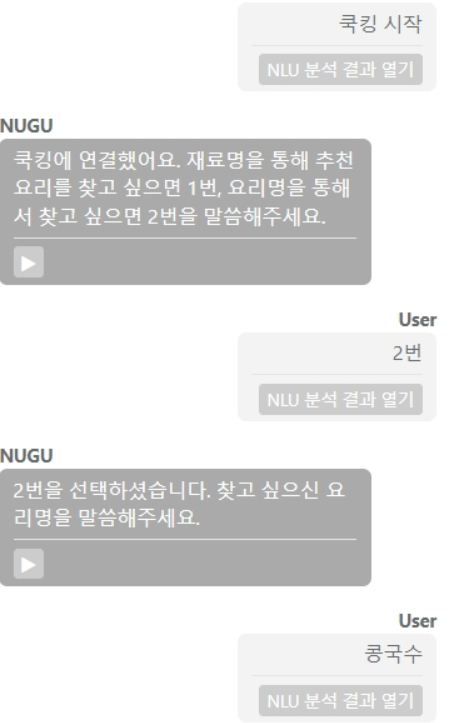 쿡킹 시작
NLU 분석 결과 열기
NUGU
쿡킹에 연결했어요. 재료명을 통해 추천
요리를 찾고 싶으면 1번, 요리명을 통해
서 찾고 싶으면 2번을 말씀해주세요.
User
2번
NLU 분석 결과 열기
NUGU
2번을 선택하셨습니다. 찾고 싶으신 요
리명을 말씀해주세요.
User
콩국수
NLU 분석 결과 열기